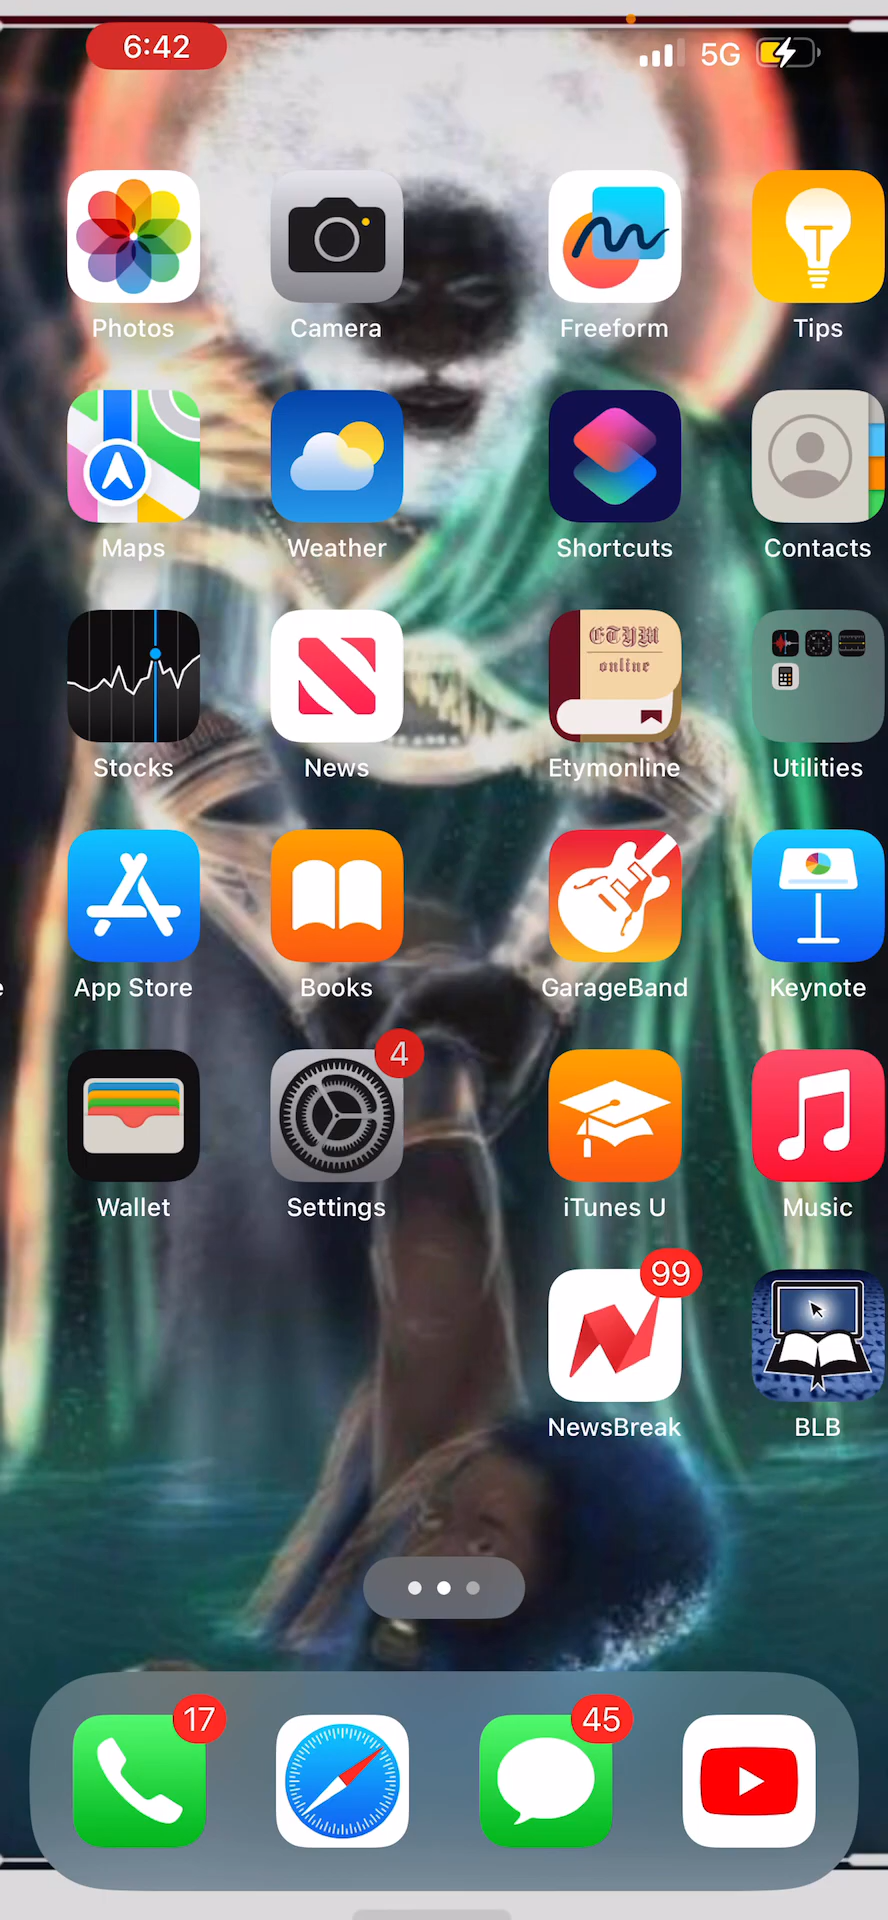 6:42 5G
Photos Camera Freeform Tips
Maps Weather Shortcuts Contacts
ETYM
online
Stocks News Etymonline Utilities
e App Store Books GarageBand Keynote
4
Wallet Settings iTunes U Music
99
NewsBreak BLB
17 45